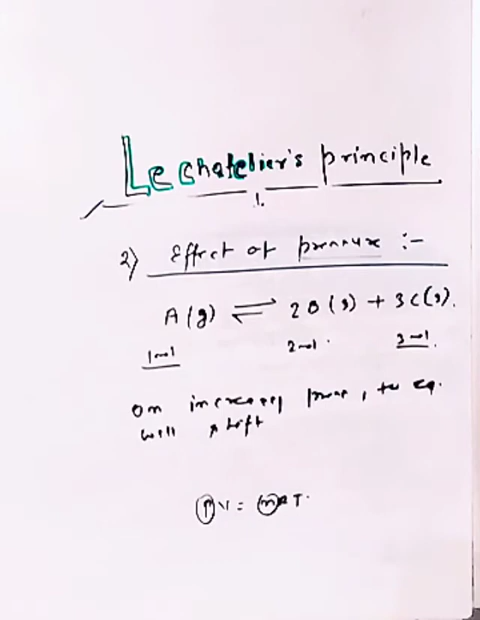 Le chatelier's principle
2) Effect of pressure :-
A(g) ⇌ 2B(g) + 3C(g).
1mol 2mol. 3mol.
on increasing , the eq.
will shift
PV = nRT.